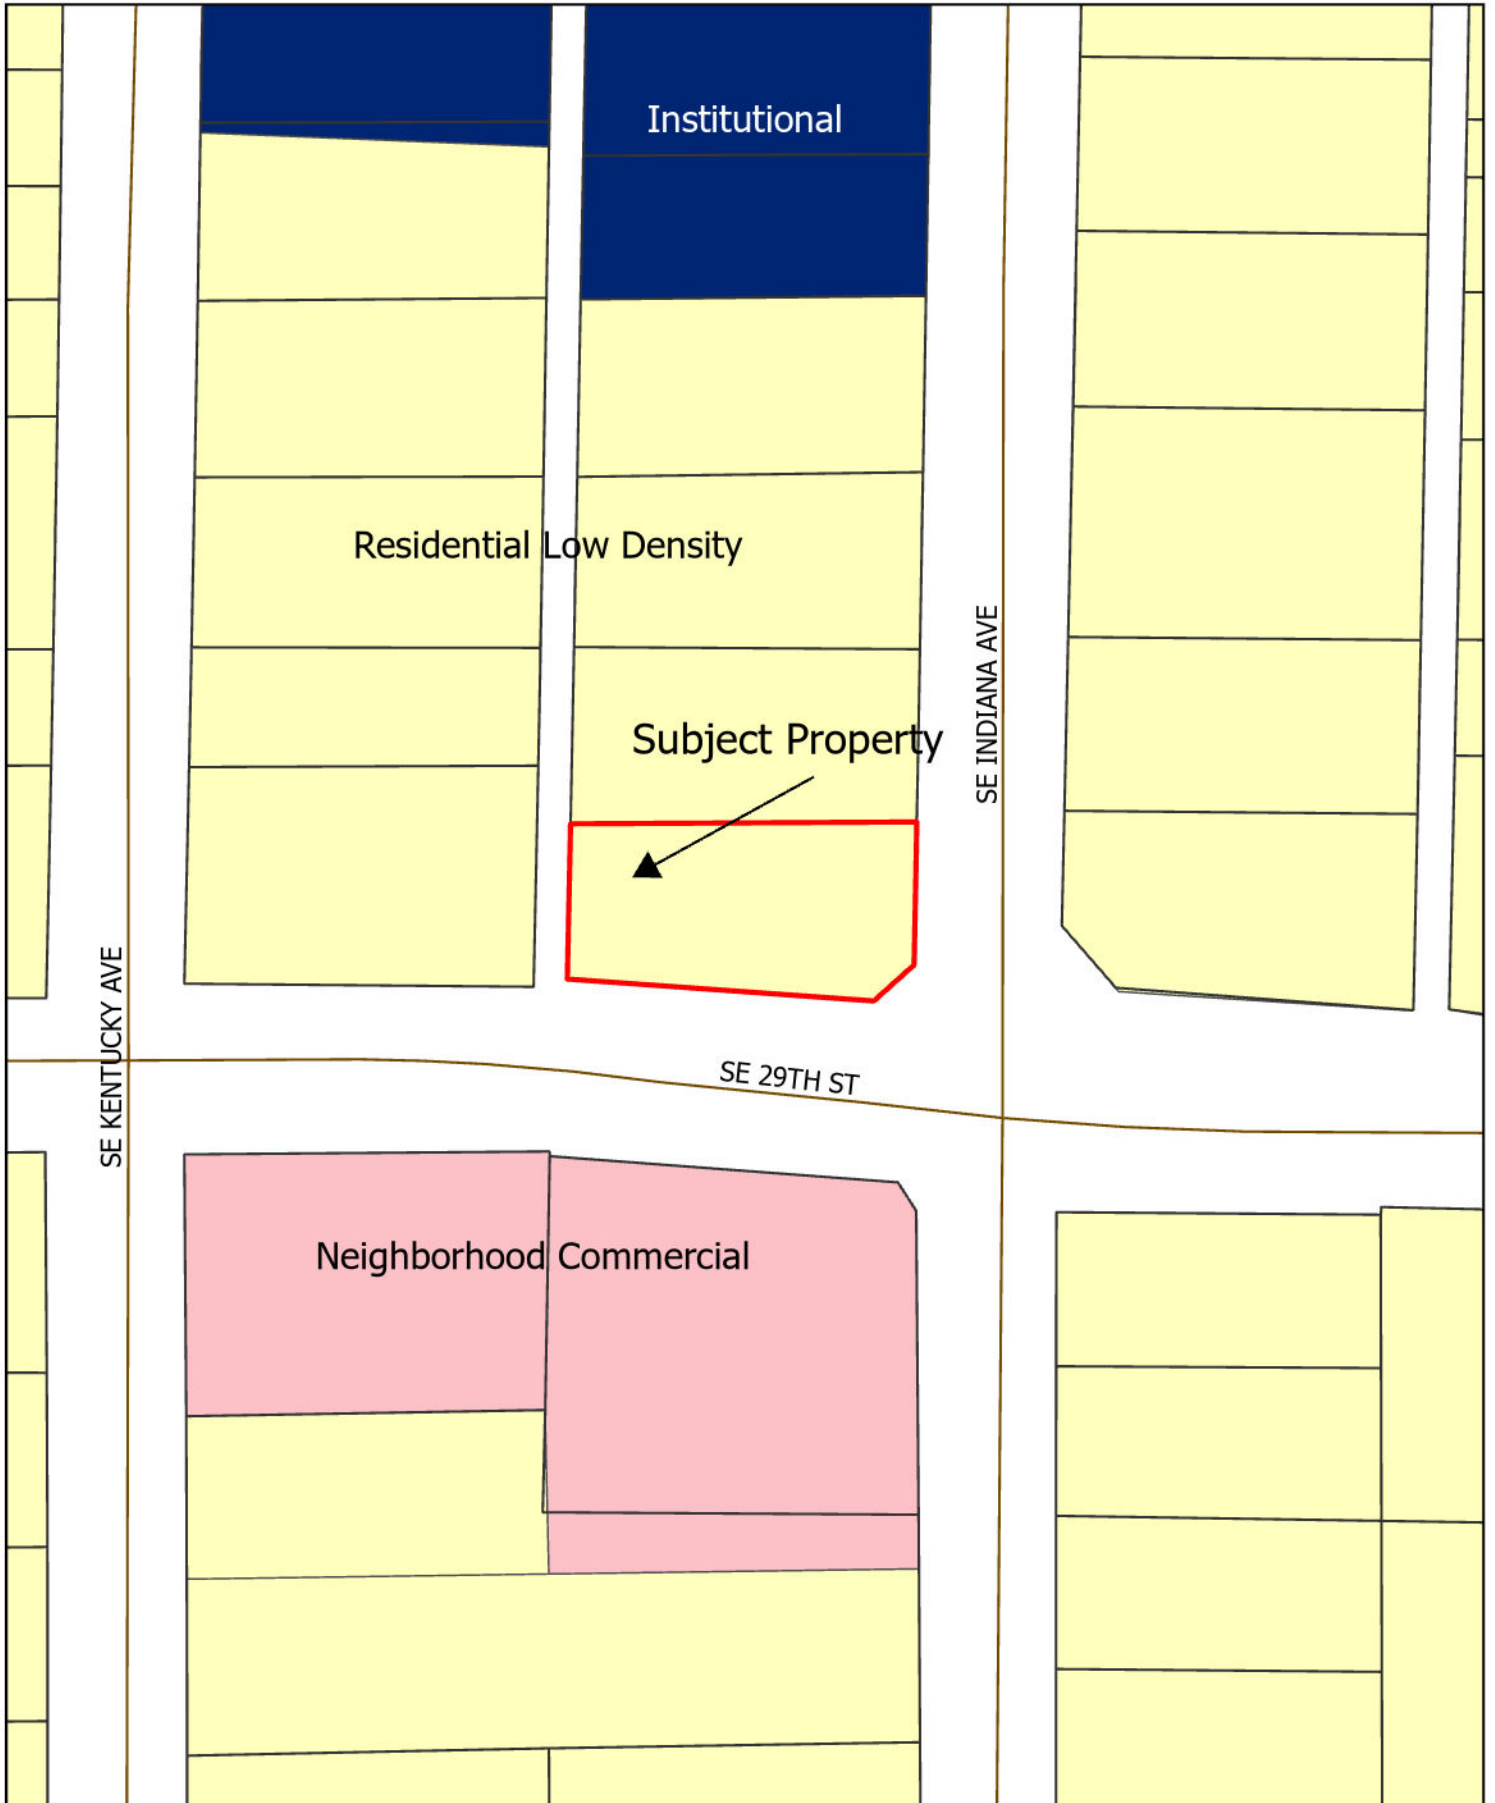 Institutional
Residential Low Density
SE INDIANA AVE
Subject Property
SE KENTUCKY AVE
SE 29TH ST
Neighborhood Commercial